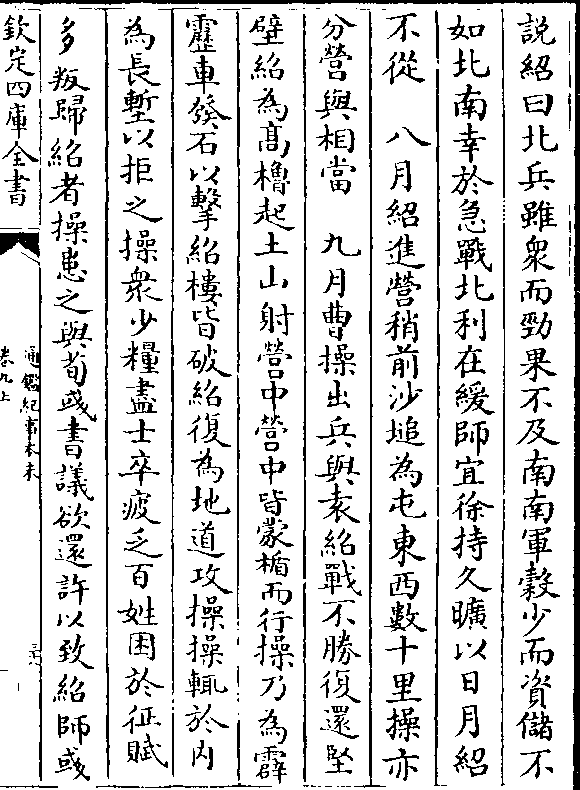 說紹曰北兵雖衆而勁果不及南南軍穀少而資儲不
如北南幸於急戰北利在緩師宜徐持久曠以日月紹
不從　八月紹進營稍前沙塠為屯東西數十里操亦
分營與相當　九月曹操出兵與袁紹戰不勝復還堅
壁紹為髙櫓起土山射營中營中皆蒙楯而行操乃為霹
靂車發石以擊紹樓皆破紹復為地道攻操操輒於内
為長塹以拒之操衆少糧盡士卒疲乏百姓困於征賦
多叛歸紹者操患之與荀彧書議欲還許以致紹師彧
欽定四庫全書
通鑑紀事本末
卷九上